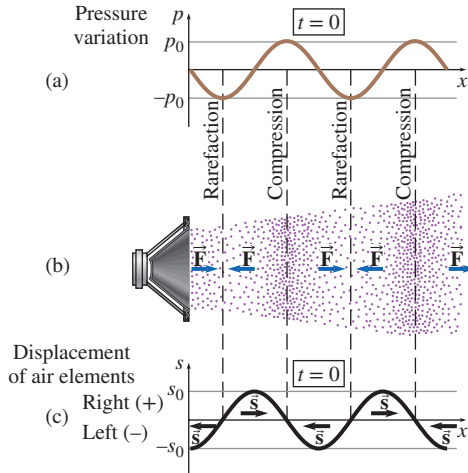 Pressure
variation
p
t = 0
p₀
x
−p₀
(a)
Rarefaction
Compression
Rarefaction
Compression
(b)
F⃗ F⃗ F⃗ F⃗ F⃗
Displacement
of air elements
s
t = 0
s₀
(c)
Right (+)
Left (−)
−s₀
x
s⃗ s⃗ s⃗ s⃗ s⃗ s⃗